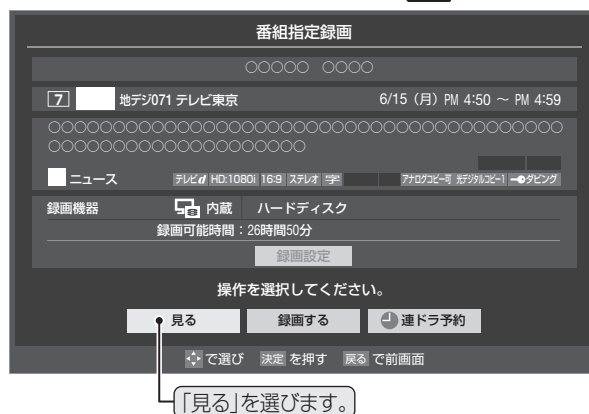 番組指定録画
○○○○○ ○○○○
7 地デジ071 テレビ東京 6/15（月）PM 4:50 ～ PM 4:59
○○○○○○○○○○○○○○○○○○○○○○○○○○○○○○○○○○○○○○○○
○○○○○○○○○○○○○○○○○○○○
ニュース テレビd HD:1080i 16:9 ステレオ 字 アナログコピー可 光デジタルコピー1 ダビング
録画機器 内蔵 ハードディスク
録画可能時間：26時間50分
録画設定
操作を選択してください。
見る 録画する 連ドラ予約
で選び 決定 を押す 戻る で前画面
「見る」を選びます。